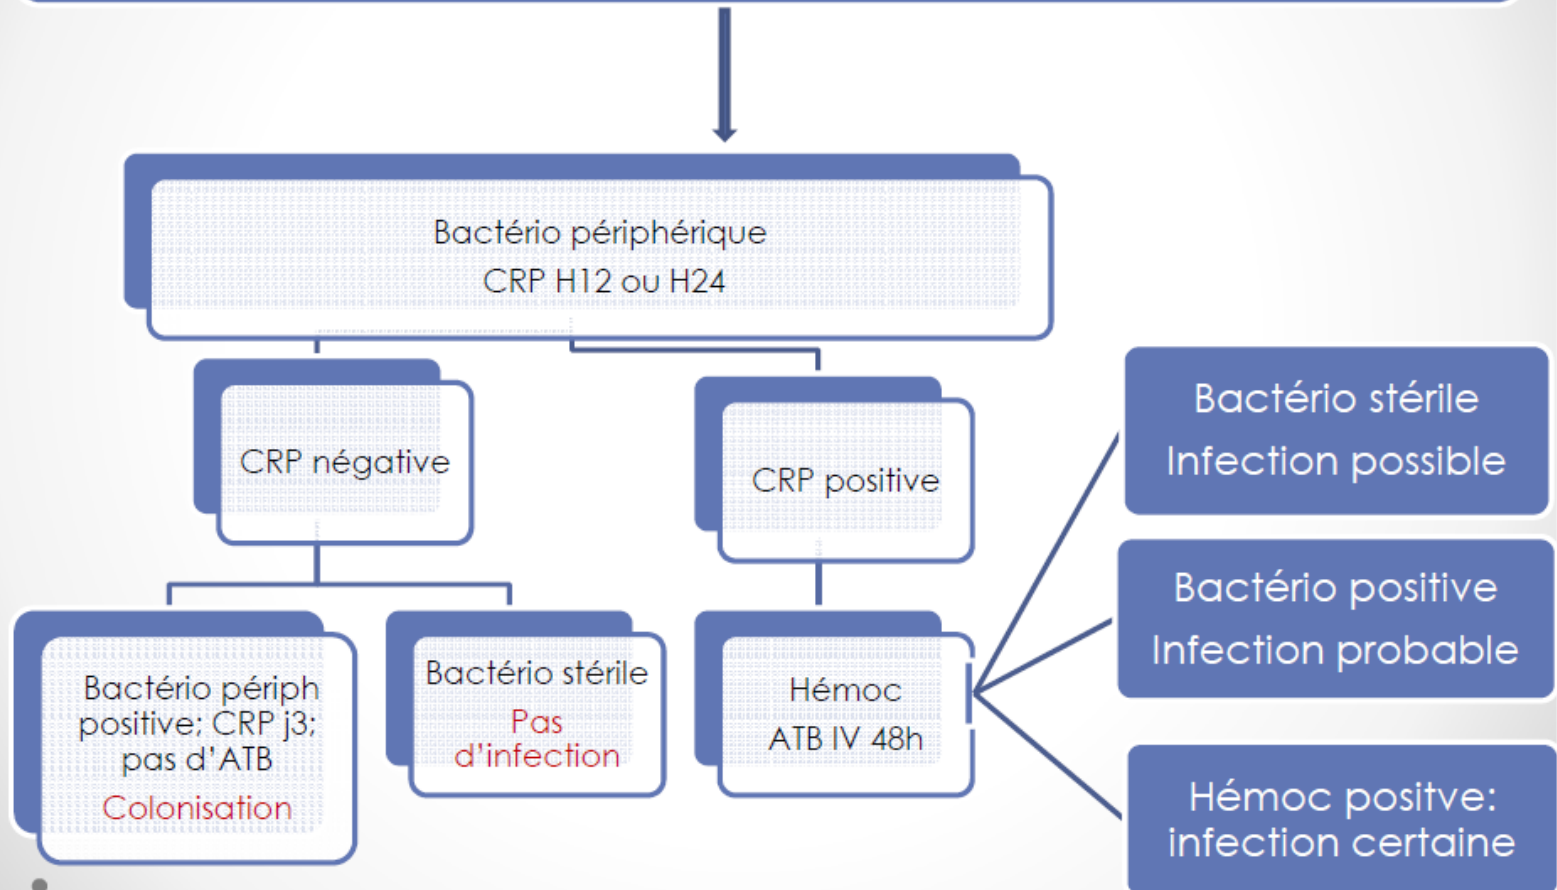 Bactério périphérique
CRP H12 ou H24
CRP négative
CRP positive
Bactério stérile
Infection possible
Bactério positive
Infection probable
Bactério périph
positive; CRP j3;
pas d'ATB
Colonisation
Bactério stérile
Pas
d'infection
Hémoc
ATB IV 48h
Hémoc positve:
infection certaine